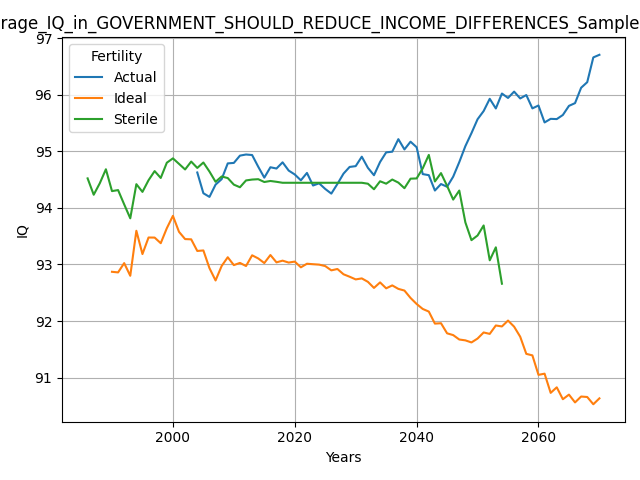 rage_IQ_in_GOVERNMENT_SHOULD_REDUCE_INCOME_DIFFERENCES_Sample
97
96
95
94
93
92
91
IQ
Fertility
Actual
Ideal
Sterile
2000
2020
2040
2060
Years